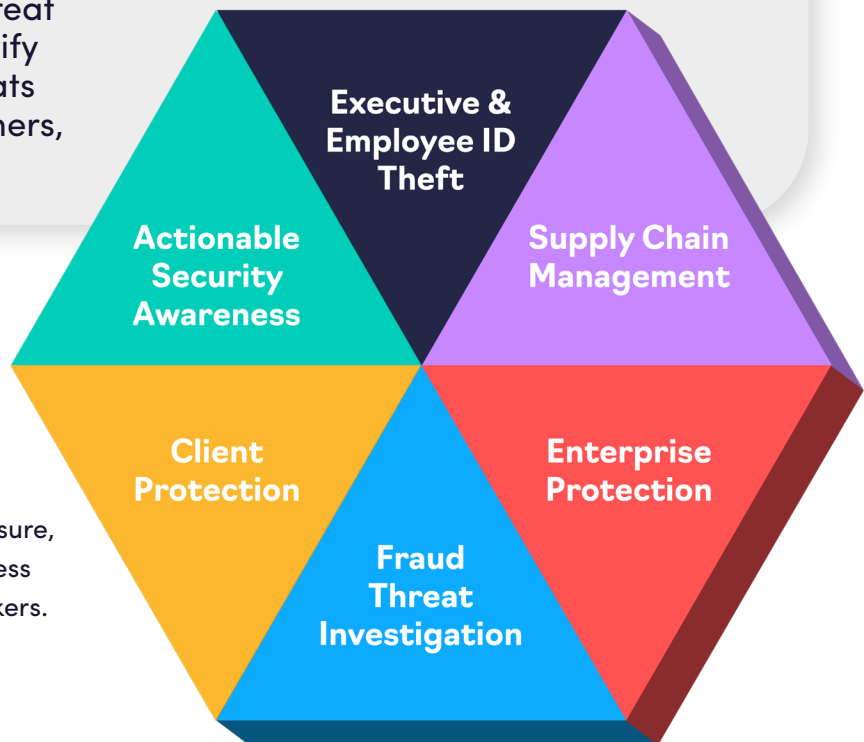 Executive &
Employee ID
Theft
Actionable
Security
Awareness
Supply Chain
Management
Client
Protection
Enterprise
Protection
Fraud
Threat
Investigation